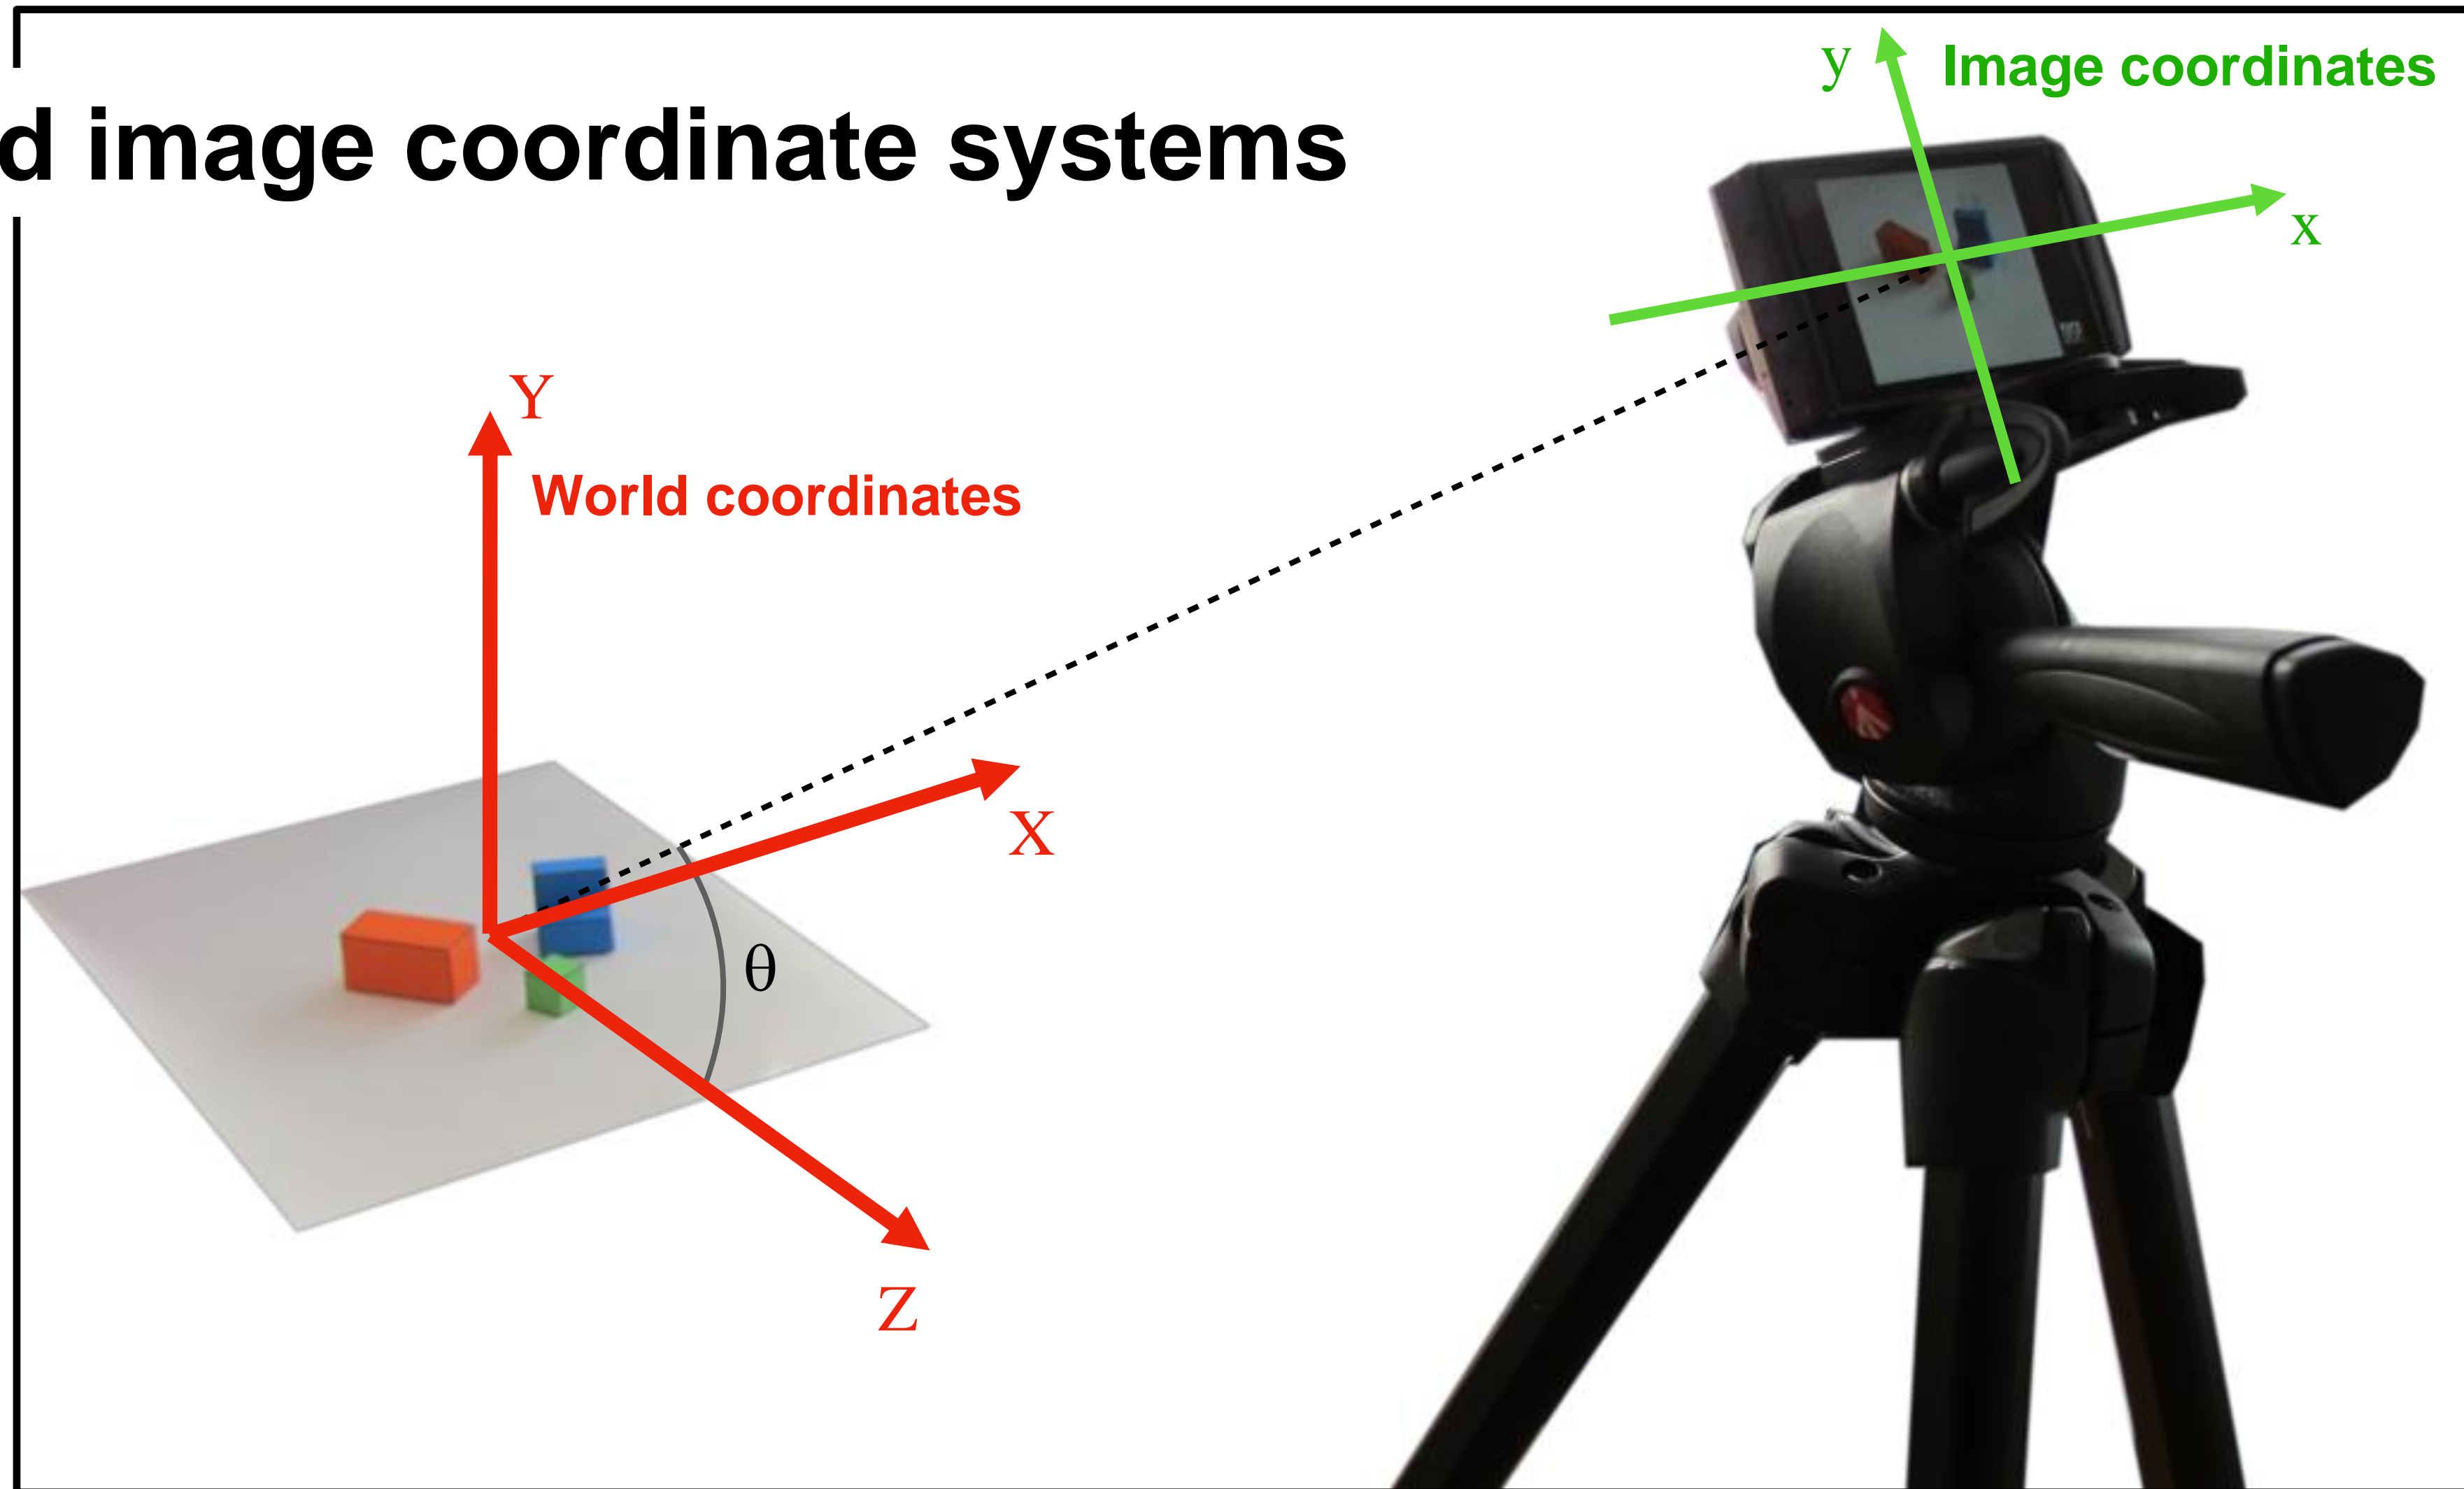 y
Image coordinates
d image coordinate systems
x
Y
World coordinates
X
θ
Z